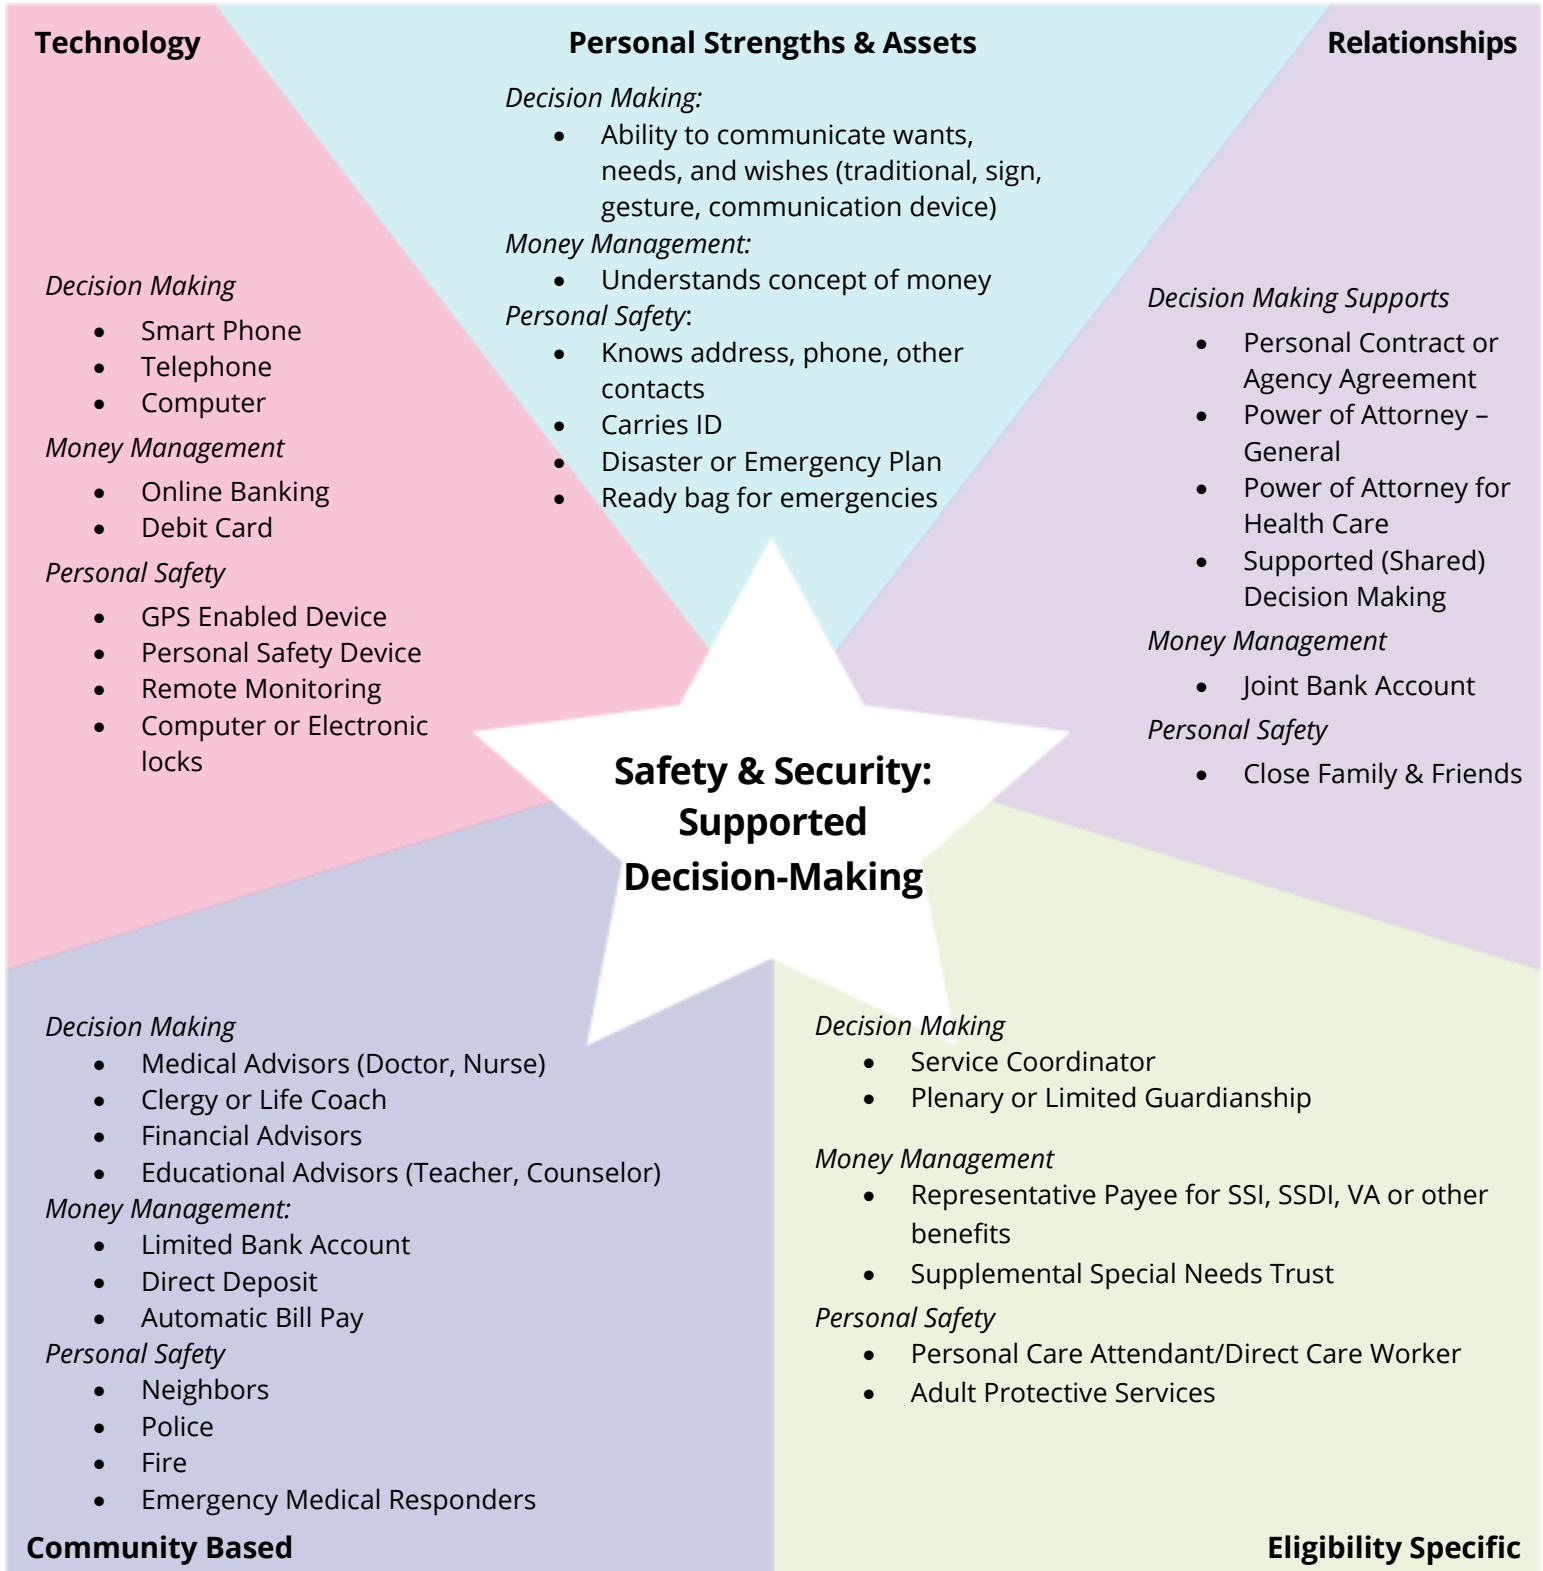 Technology
Personal Strengths & Assets
Relationships
Decision Making:
• Ability to communicate wants,
needs, and wishes (traditional, sign,
gesture, communication device)
Money Management:
• Understands concept of money
Personal Safety:
• Knows address, phone, other
contacts
• Carries ID
• Disaster or Emergency Plan
• Ready bag for emergencies
Decision Making
• Smart Phone
• Telephone
• Computer
Money Management
• Online Banking
• Debit Card
Personal Safety
• GPS Enabled Device
• Personal Safety Device
• Remote Monitoring
• Computer or Electronic
locks
Decision Making Supports
• Personal Contract or
Agency Agreement
• Power of Attorney –
General
• Power of Attorney for
Health Care
• Supported (Shared)
Decision Making
Money Management
• Joint Bank Account
Personal Safety
• Close Family & Friends
Safety & Security:
Supported
Decision-Making
Decision Making
• Medical Advisors (Doctor, Nurse)
• Clergy or Life Coach
• Financial Advisors
• Educational Advisors (Teacher, Counselor)
Money Management:
• Limited Bank Account
• Direct Deposit
• Automatic Bill Pay
Personal Safety
• Neighbors
• Police
• Fire
• Emergency Medical Responders
Community Based
Decision Making
• Service Coordinator
• Plenary or Limited Guardianship
Money Management
• Representative Payee for SSI, SSDI, VA or other
benefits
• Supplemental Special Needs Trust
Personal Safety
• Personal Care Attendant/Direct Care Worker
• Adult Protective Services
Eligibility Specific